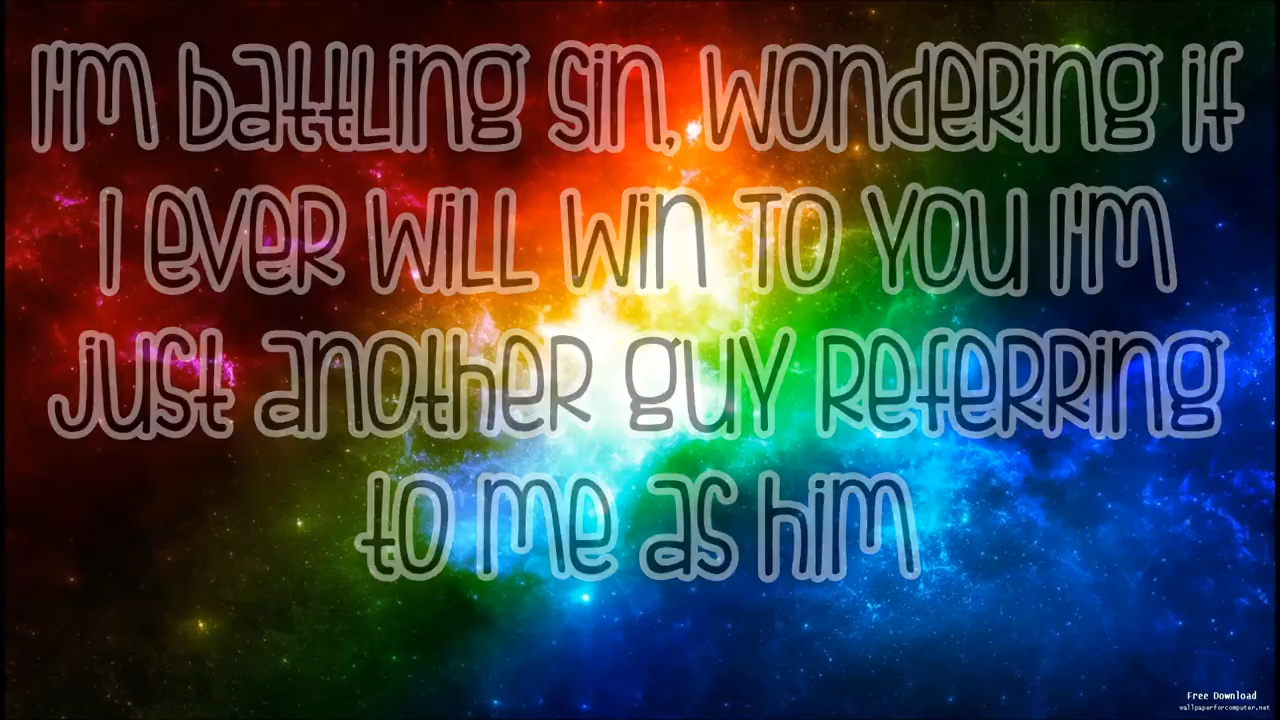 I'm battling sin, wondering if
I ever will win to you I'm
just another guy referring
to me as him
Free Download
wallpaperforcomputer.net